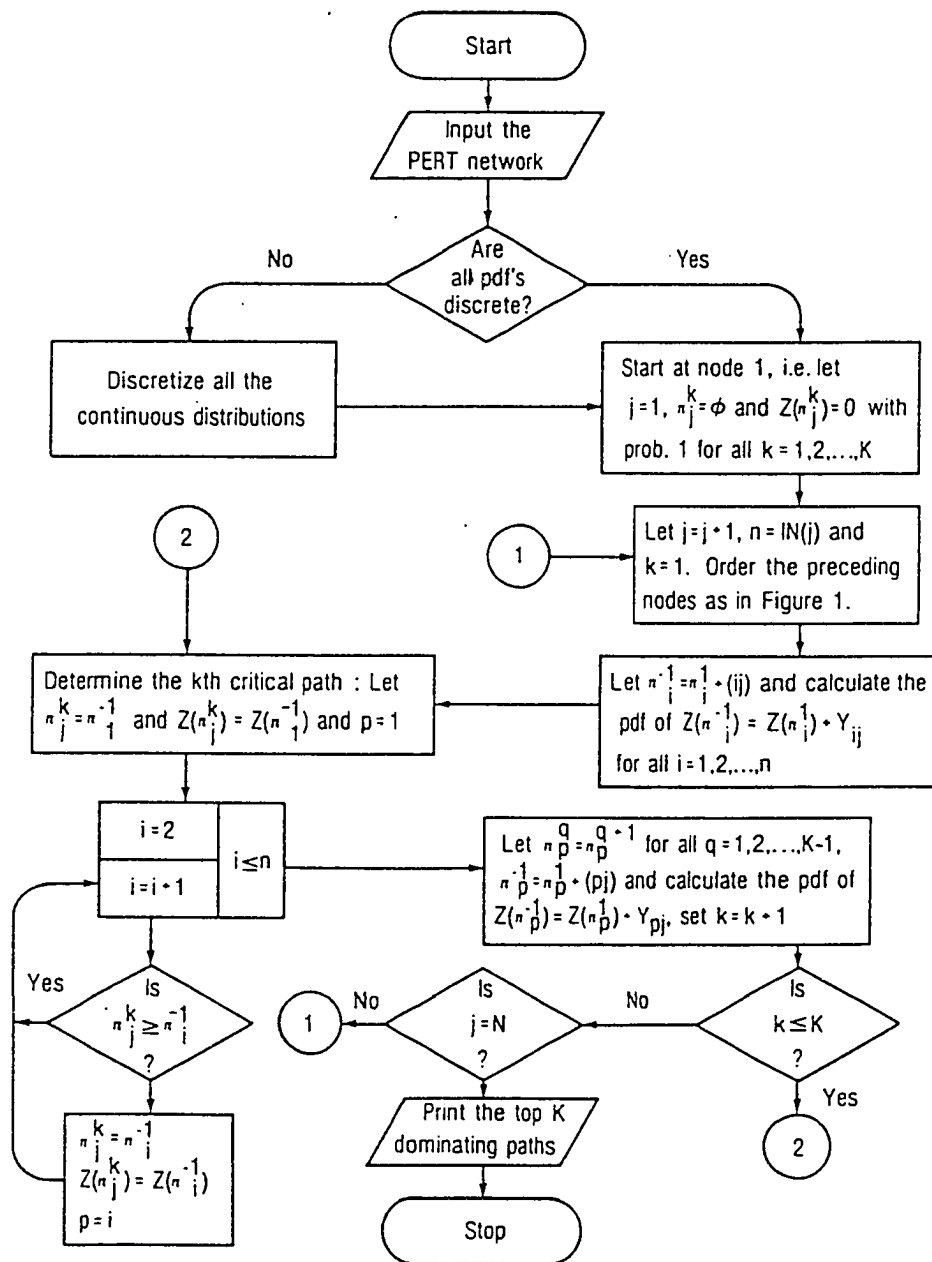 Start
Input the
PERT network
Are
all pdf's
discrete?
No
Yes
Discretize all the
continuous distributions
Start at node 1, i.e. let
j=1, π_j^k=ϕ and Z(π_j^k)=0 with
prob. 1 for all k=1,2,...,K
2
1
Let j=j+1, n=IN(j) and
k=1. Order the preceding
nodes as in Figure 1.
Determine the kth critical path : Let
π_j^k=π_1^-1 and Z(π_j^k)=Z(π_1^-1) and p=1
Let π_i^-1=π_i^1+(ij) and calculate the
pdf of Z(π_i^-1)=Z(π_i^1)+Y_ij
for all i=1,2,...,n
i=2
i=i+1
i≤n
Let π_p^q=π_p^q+1 for all q=1,2,...,K-1,
π_p^-1=π_p^1+(pj) and calculate the pdf of
Z(π_p^-1)=Z(π_p^1)+Y_pj, set k=k+1
Yes
Is
π_j^k≥π_i^-1
?
1
No
Is
j=N
?
No
Is
k≤K
?
Yes
2
π_j^k=π_i^-1
Z(π_j^k)=Z(π_i^-1)
p=i
Print the top K
dominating paths
Stop